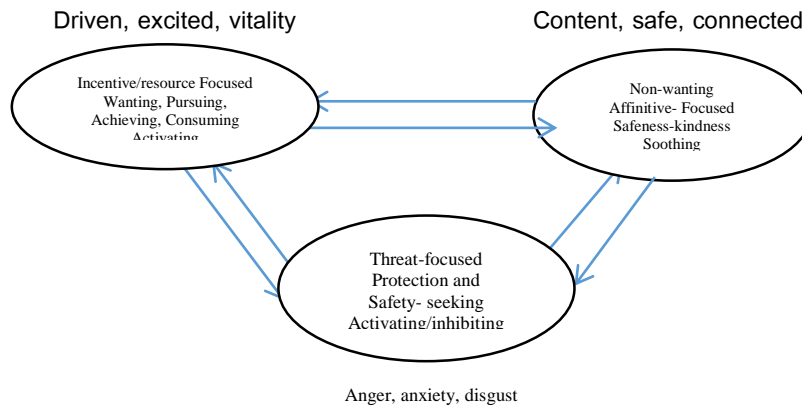 Driven, excited, vitality
Content, safe, connected
Incentive/resource Focused
Wanting, Pursuing,
Achieving, Consuming
Activating
Non-wanting
Affinitive- Focused
Safeness-kindness
Soothing
Threat-focused
Protection and
Safety- seeking
Activating/inhibiting
Anger, anxiety, disgust